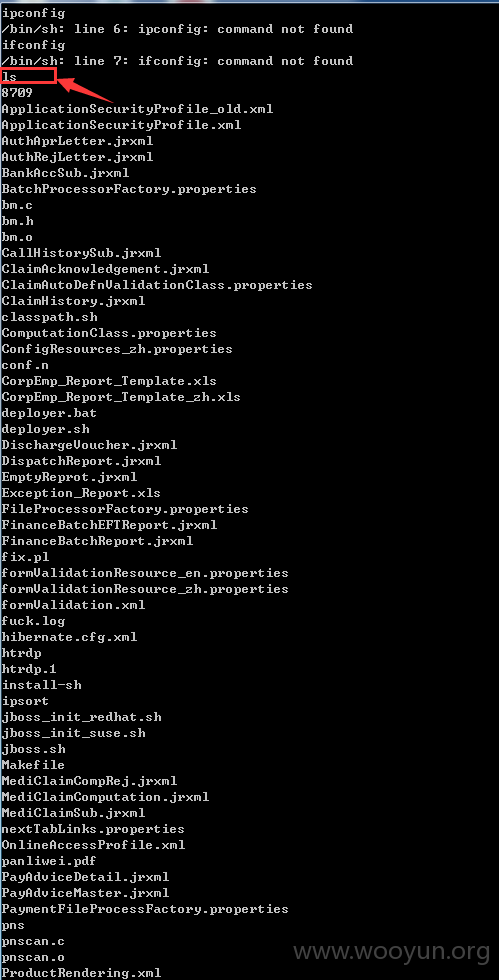 ipconfig
/bin/sh: line 6: ipconfig: command not found
ifconfig
/bin/sh: line 7: ifconfig: command not found
ls
8709
ApplicationSecurityProfile_old.xml
ApplicationSecurityProfile.xml
AuthAprLetter.jrxml
AuthRejLetter.jrxml
BankAccSub.jrxml
BatchProcessorFactory.properties
bm.c
bm.h
bm.o
CallHistorySub.jrxml
ClaimAcknowledgement.jrxml
ClaimAutoDefnValidationClass.properties
ClaimHistory.jrxml
classpath.sh
ComputationClass.properties
ConfigResources_zh.properties
conf.n
CorpEmp_Report_Template.xls
CorpEmp_Report_Template_zh.xls
deployer.bat
deployer.sh
DischargeVoucher.jrxml
DispatchReport.jrxml
EmptyReprot.jrxml
Exception_Report.xls
FileProcessorFactory.properties
FinanceBatchEFTReport.jrxml
FinanceBatchReport.jrxml
fix.pl
formValidationResource_en.properties
formValidationResource_zh.properties
formValidation.xml
fuck.log
hibernate.cfg.xml
htrdp
htrdp.1
install-sh
ipsort
jboss_init_redhat.sh
jboss_init_suse.sh
jboss.sh
Makefile
MediClaimCompRej.jrxml
MediClaimComputation.jrxml
MediClaimSub.jrxml
nextTabLinks.properties
OnlineAccessProfile.xml
panliwei.pdf
PayAdviceDetail.jrxml
PayAdviceMaster.jrxml
PaymentFileProcessFactory.properties
pns
pnscan.c
pnscan.o
ProductRendering.xml
www.wooyun.org